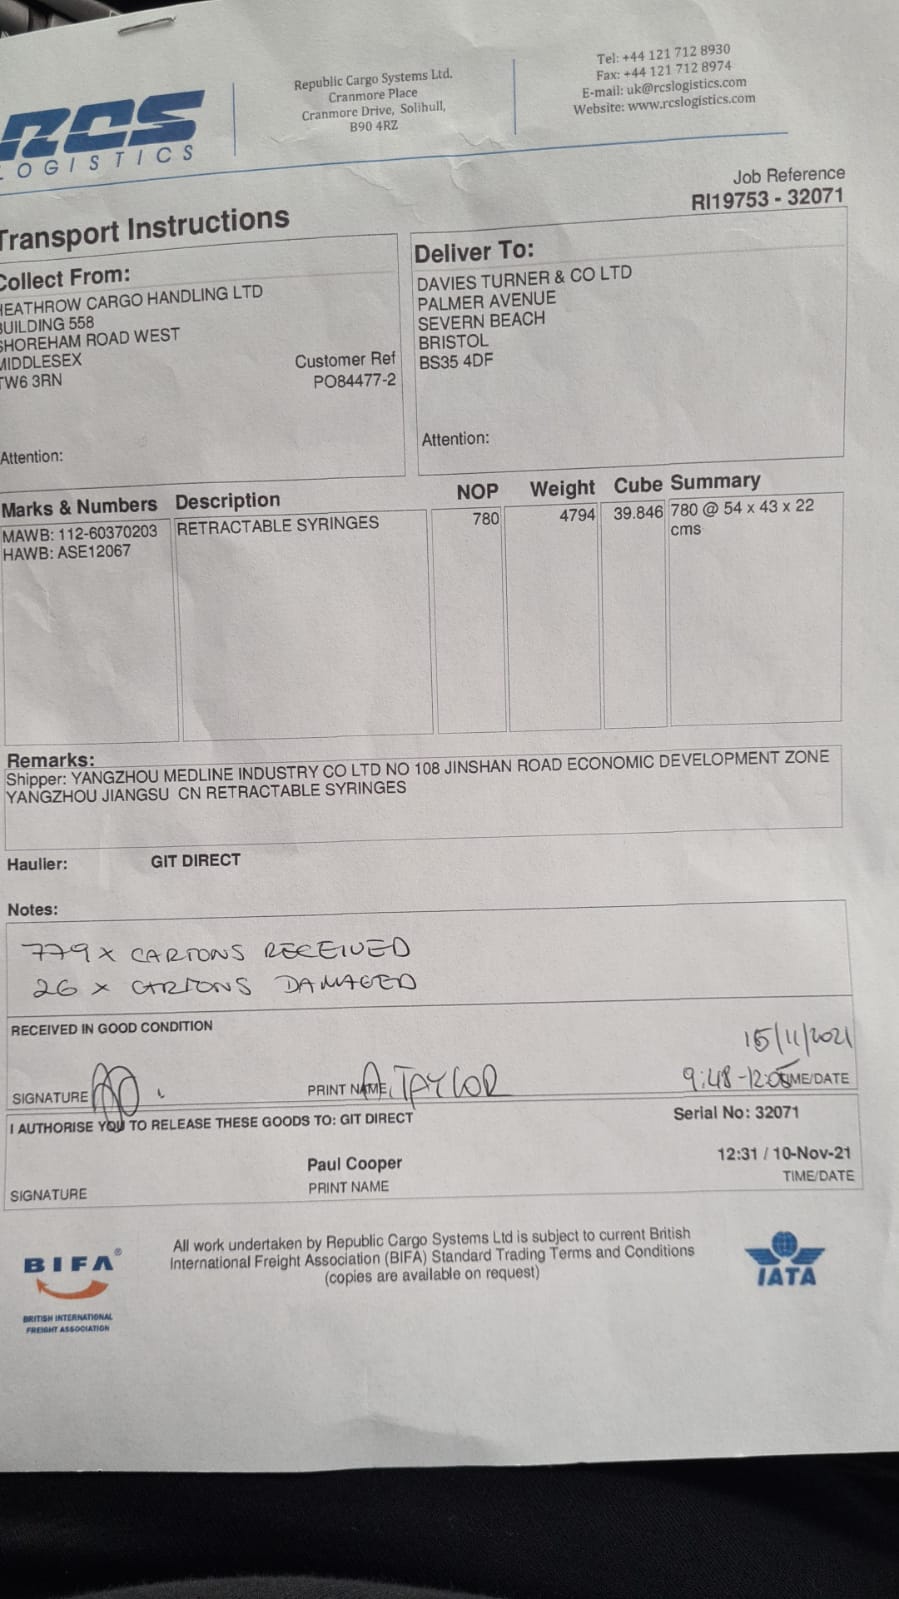 RCS
LOGISTICS
Republic Cargo Systems Ltd.
Cranmore Place
Cranmore Drive, Solihull,
B90 4RZ
Tel: +44 121 712 8930
Fax: +44 121 712 8974
E-mail: uk@rcslogistics.com
Website: www.rcslogistics.com
Job Reference
RI19753 - 32071
Transport Instructions
Collect From:
HEATHROW CARGO HANDLING LTD
BUILDING 558
SHOREHAM ROAD WEST
MIDDLESEX
TW6 3RN
Customer Ref
PO84477-2
Attention:
Deliver To:
DAVIES TURNER & CO LTD
PALMER AVENUE
SEVERN BEACH
BRISTOL
BS35 4DF
Attention:
Marks & Numbers Description NOP Weight Cube Summary
MAWB: 112-60370203 RETRACTABLE SYRINGES 780 4794 39.846 780 @ 54 x 43 x 22
HAWB: ASE12067 cms
Remarks:
Shipper: YANGZHOU MEDLINE INDUSTRY CO LTD NO 108 JINSHAN ROAD ECONOMIC DEVELOPMENT ZONE
YANGZHOU JIANGSU CN RETRACTABLE SYRINGES
Haulier: GIT DIRECT
Notes:
779 x CARTONS RECEIVED
26 x CARTONS DAMAGED
RECEIVED IN GOOD CONDITION
15/11/2021
SIGNATURE PRINT NAME A.TAYLOR 9:48-12:05 TIME/DATE
I AUTHORISE YOU TO RELEASE THESE GOODS TO: GIT DIRECT
Serial No: 32071
Paul Cooper 12:31 / 10-Nov-21
SIGNATURE PRINT NAME TIME/DATE
BIFA®
BRITISH INTERNATIONAL
FREIGHT ASSOCIATION
All work undertaken by Republic Cargo Systems Ltd is subject to current British
International Freight Association (BIFA) Standard Trading Terms and Conditions
(copies are available on request)
IATA